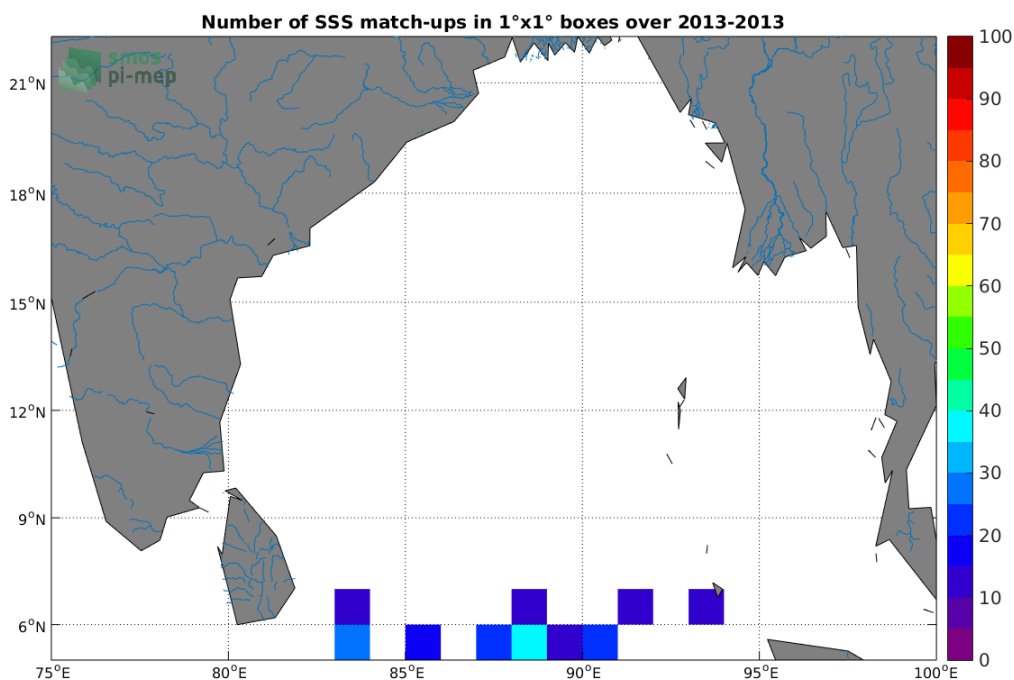 Number of SSS match-ups in 1°x1° boxes over 2013-2013
smos
pi-mep
21°N
18°N
15°N
12°N
9°N
6°N
75°E 80°E 85°E 90°E 95°E 100°E
100
90
80
70
60
50
40
30
20
10
0